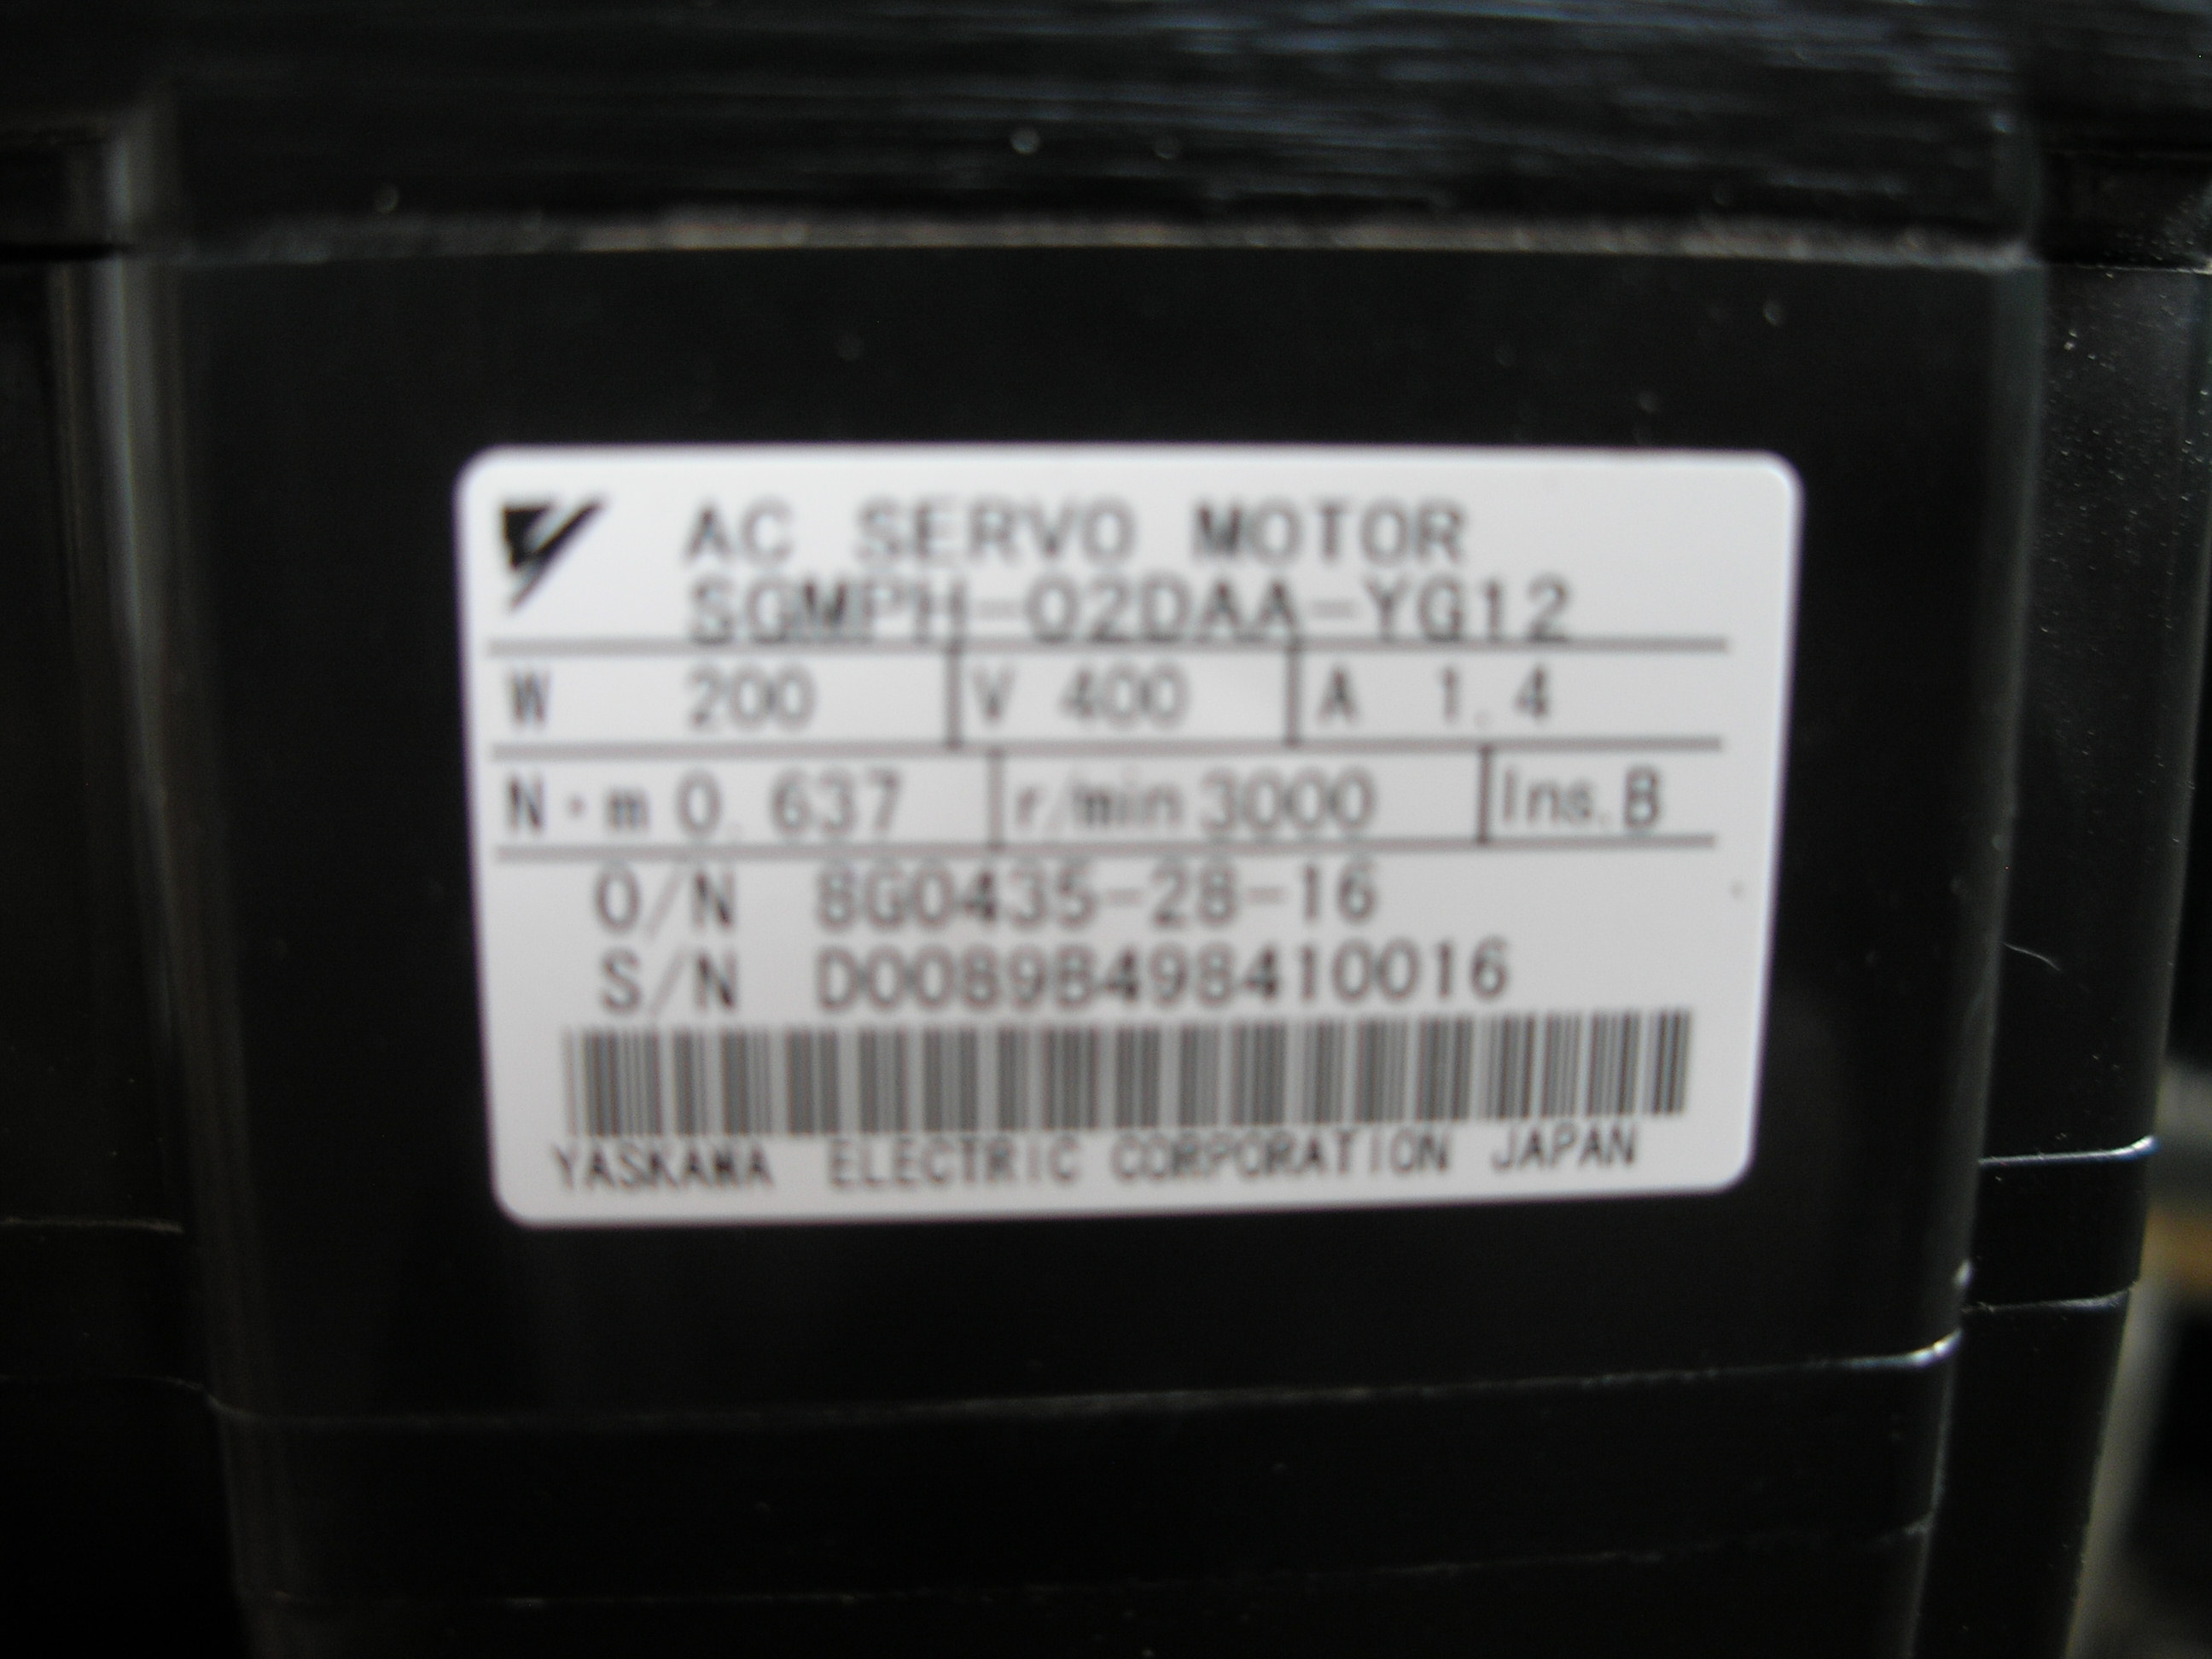 AC SERVO MOTOR
SGMPH-02DAA-YG12
W 200 V 400 A 1.4
N·m 0.637 r/min 3000 Ins.B
O/N 8G0435-28-16
S/N D0089B498410016
YASKAWA ELECTRIC CORPORATION JAPAN